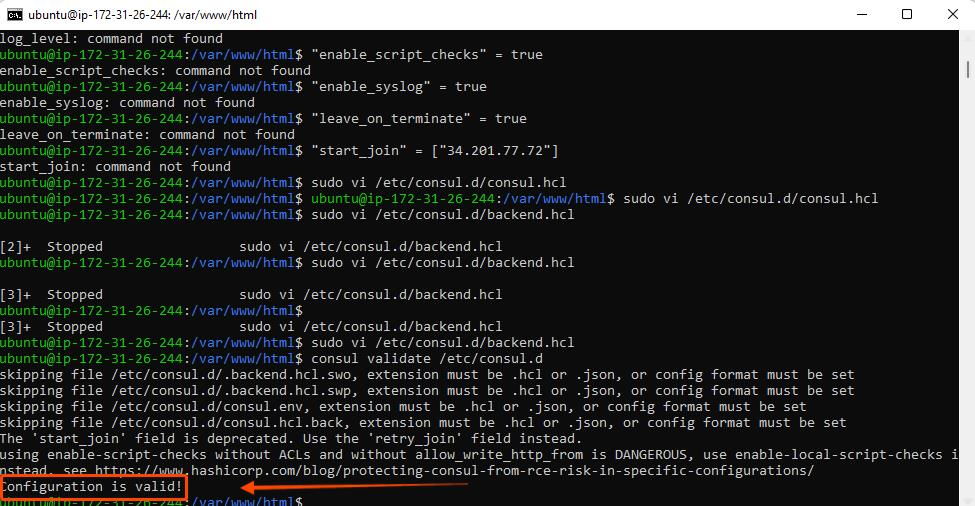 ubuntu@ip-172-31-26-244: /var/www/html
log_level: command not found
ubuntu@ip-172-31-26-244:/var/www/html$ "enable_script_checks" = true
enable_script_checks: command not found
ubuntu@ip-172-31-26-244:/var/www/html$ "enable_syslog" = true
enable_syslog: command not found
ubuntu@ip-172-31-26-244:/var/www/html$ "leave_on_terminate" = true
leave_on_terminate: command not found
ubuntu@ip-172-31-26-244:/var/www/html$ "start_join" = ["34.201.77.72"]
start_join: command not found
ubuntu@ip-172-31-26-244:/var/www/html$ sudo vi /etc/consul.d/consul.hcl
ubuntu@ip-172-31-26-244:/var/www/html$ ubuntu@ip-172-31-26-244:/var/www/html$ sudo vi /etc/consul.d/consul.hcl
ubuntu@ip-172-31-26-244:/var/www/html$ sudo vi /etc/consul.d/backend.hcl
[2]+  Stopped                 sudo vi /etc/consul.d/backend.hcl
ubuntu@ip-172-31-26-244:/var/www/html$ sudo vi /etc/consul.d/backend.hcl
[3]+  Stopped                 sudo vi /etc/consul.d/backend.hcl
ubuntu@ip-172-31-26-244:/var/www/html$
[3]+  Stopped                 sudo vi /etc/consul.d/backend.hcl
ubuntu@ip-172-31-26-244:/var/www/html$ sudo vi /etc/consul.d/backend.hcl
ubuntu@ip-172-31-26-244:/var/www/html$ consul validate /etc/consul.d
skipping file /etc/consul.d/.backend.hcl.swo, extension must be .hcl or .json, or config format must be set
skipping file /etc/consul.d/.backend.hcl.swp, extension must be .hcl or .json, or config format must be set
skipping file /etc/consul.d/consul.env, extension must be .hcl or .json, or config format must be set
skipping file /etc/consul.d/consul.hcl.back, extension must be .hcl or .json, or config format must be set
The 'start_join' field is deprecated. Use the 'retry_join' field instead.
using enable-script-checks without ACLs and without allow_write_http_from is DANGEROUS, use enable-local-script-checks i
nstead, see https://www.hashicorp.com/blog/protecting-consul-from-rce-risk-in-specific-configurations/
Configuration is valid!
ubuntu@ip-172-31-26-244:/var/www/html$